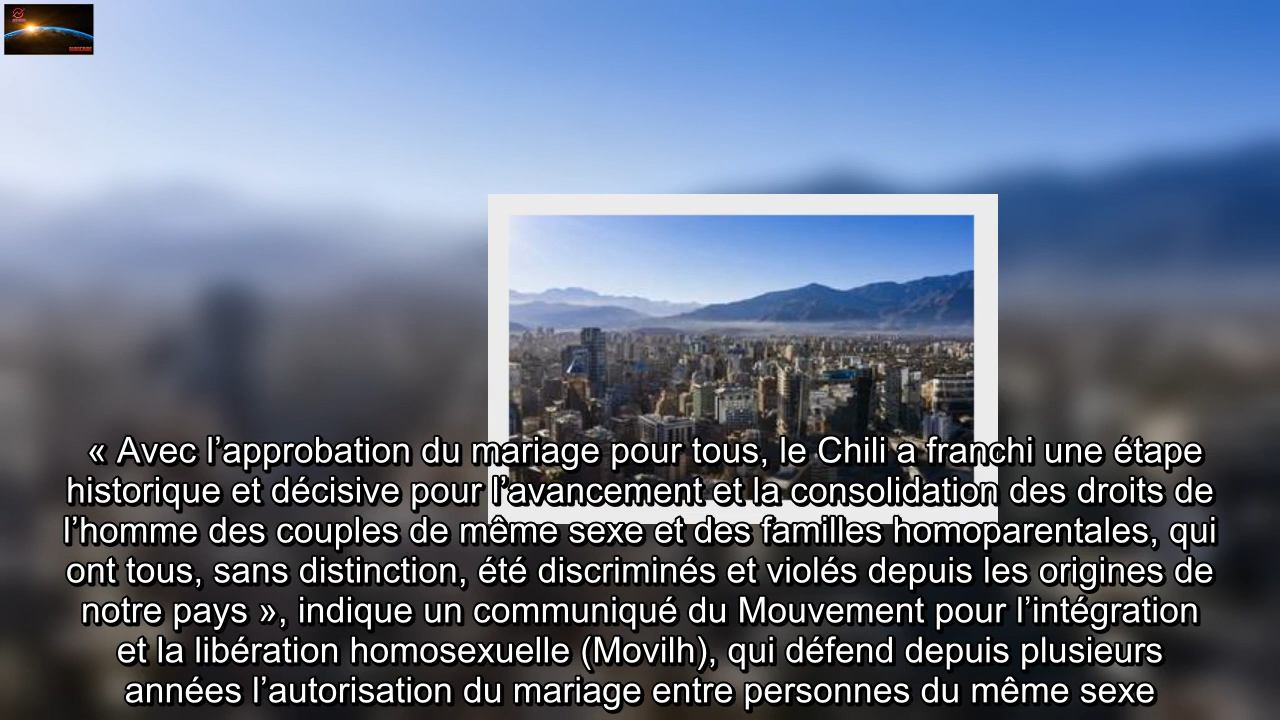 SUBSCRIBE
« Avec l’approbation du mariage pour tous, le Chili a franchi une étape
historique et décisive pour l’avancement et la consolidation des droits de
l’homme des couples de même sexe et des familles homoparentales, qui
ont tous, sans distinction, été discriminés et violés depuis les origines de
notre pays », indique un communiqué du Mouvement pour l’intégration
et la libération homosexuelle (Movilh), qui défend depuis plusieurs
années l’autorisation du mariage entre personnes du même sexe